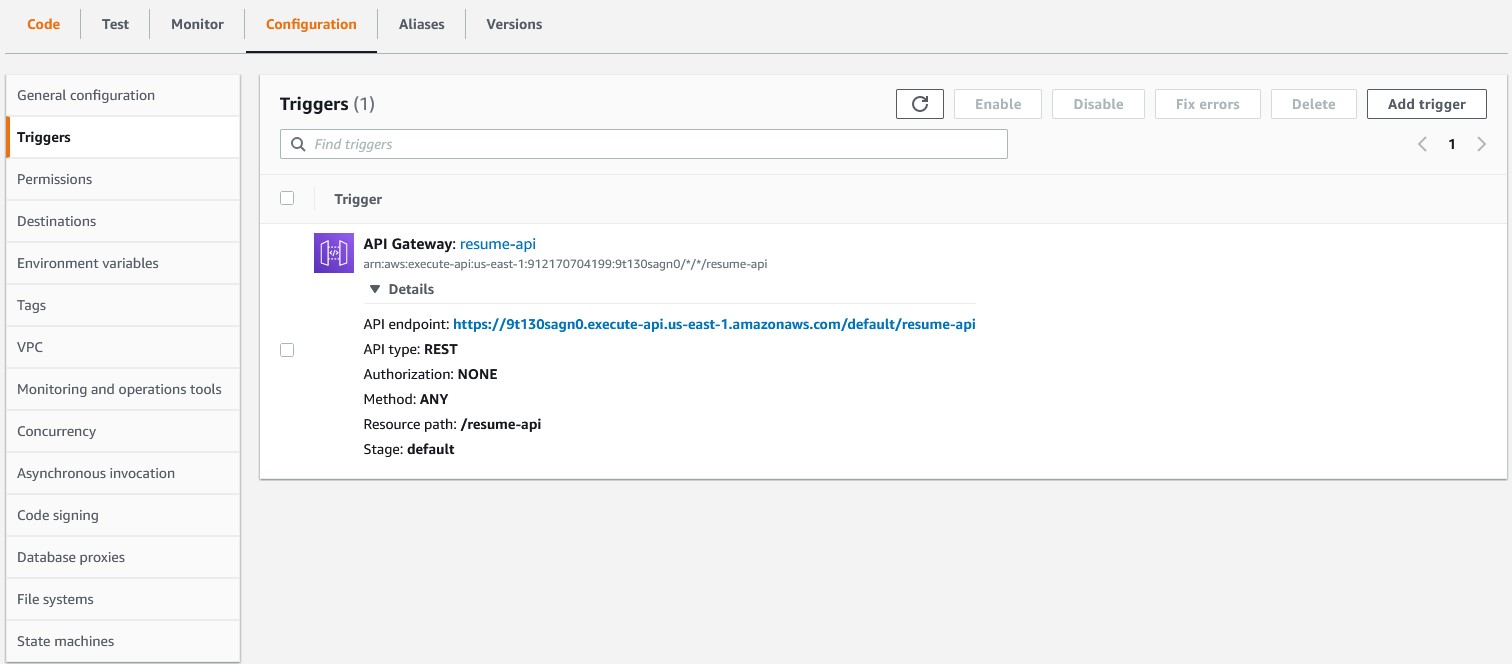 Code Test Monitor Configuration Aliases Versions
General configuration
Triggers
Permissions
Destinations
Environment variables
Tags
VPC
Monitoring and operations tools
Concurrency
Asynchronous invocation
Code signing
Database proxies
File systems
State machines
Triggers (1)
Enable Disable Fix errors Delete Add trigger
Find triggers
1
Trigger
API Gateway: resume-api
arn:aws:execute-api:us-east-1:912170704199:9t130sagn0/*/*/resume-api
Details
API endpoint: https://9t130sagn0.execute-api.us-east-1.amazonaws.com/default/resume-api
API type: REST
Authorization: NONE
Method: ANY
Resource path: /resume-api
Stage: default